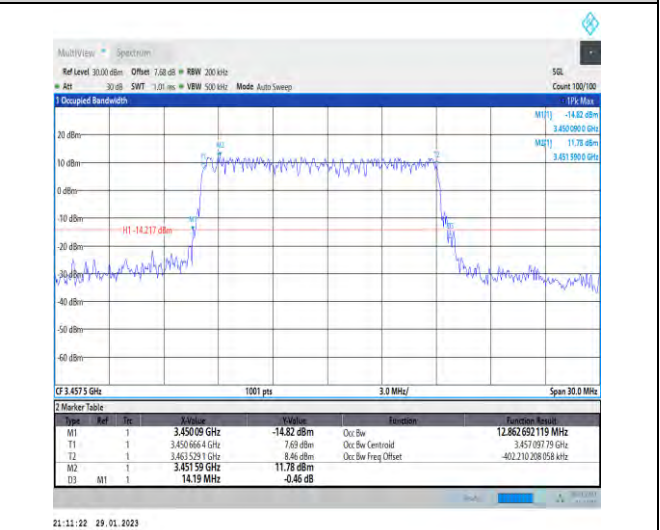 MultiView Spectrum
Ref Level 30.00 dBm Offset 7.68 dB RBW 200 kHz SGL
Att 30 dB SWT 1.01 ms VBW 500 kHz Mode Auto Sweep Count 100/100
1 Occupied Bandwidth 1Pk Max
M1[1] -14.82 dBm
3.450 090 0 GHz
M2[1] 11.78 dBm
3.451 590 0 GHz
20 dBm
M2
10 dBm
0 dBm
-10 dBm
H1 -14.217 dBm
-20 dBm
-30 dBm
-40 dBm
-50 dBm
-60 dBm
CF 3.457 5 GHz 1001 pts 3.0 MHz/ Span 30.0 MHz
2 Marker Table
Type Ref Trc X-Value Y-Value Function Function Result
M1 1 3.450 09 GHz -14.82 dBm Occ Bw 12.862 692 119 MHz
T1 1 3.450 666 4 GHz 7.69 dBm Occ Bw Centroid 3.457 097 79 GHz
T2 1 3.463 529 1 GHz 8.46 dBm Occ Bw Freq Offset -402.210 208 058 kHz
M2 1 3.451 59 GHz 11.78 dBm
D3 M1 1 14.19 MHz -0.46 dB
21:11:22 29.01.2023